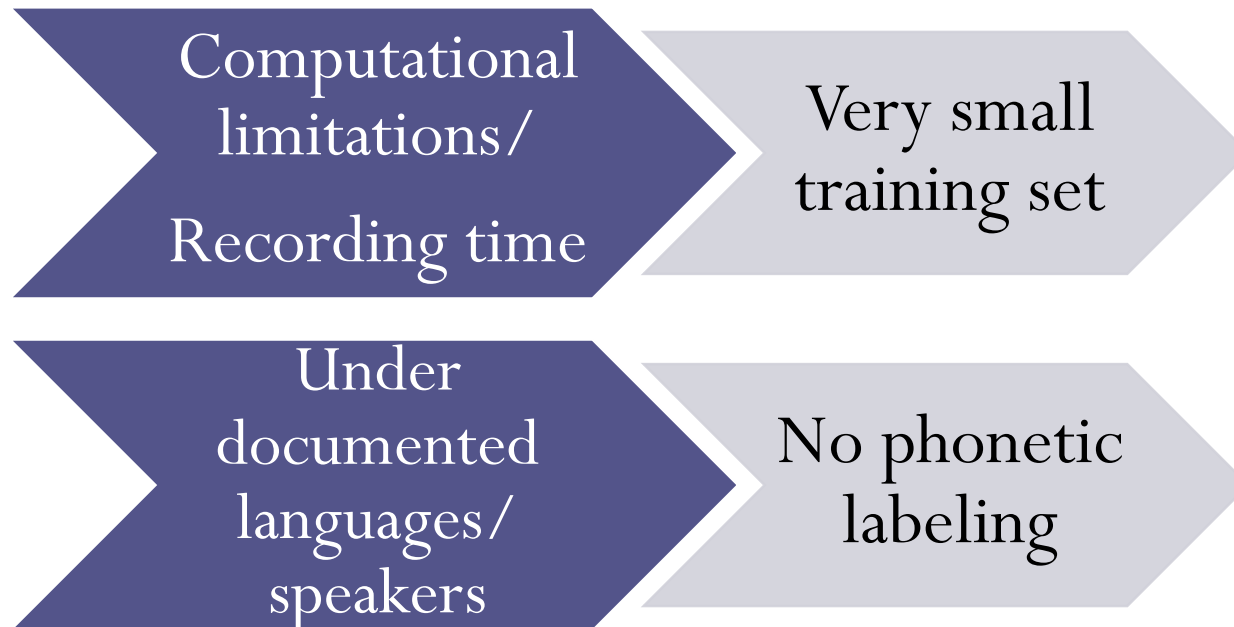 Computational
limitations/
Recording time
Very small
training set
Under
documented
languages/
speakers
No phonetic
labeling